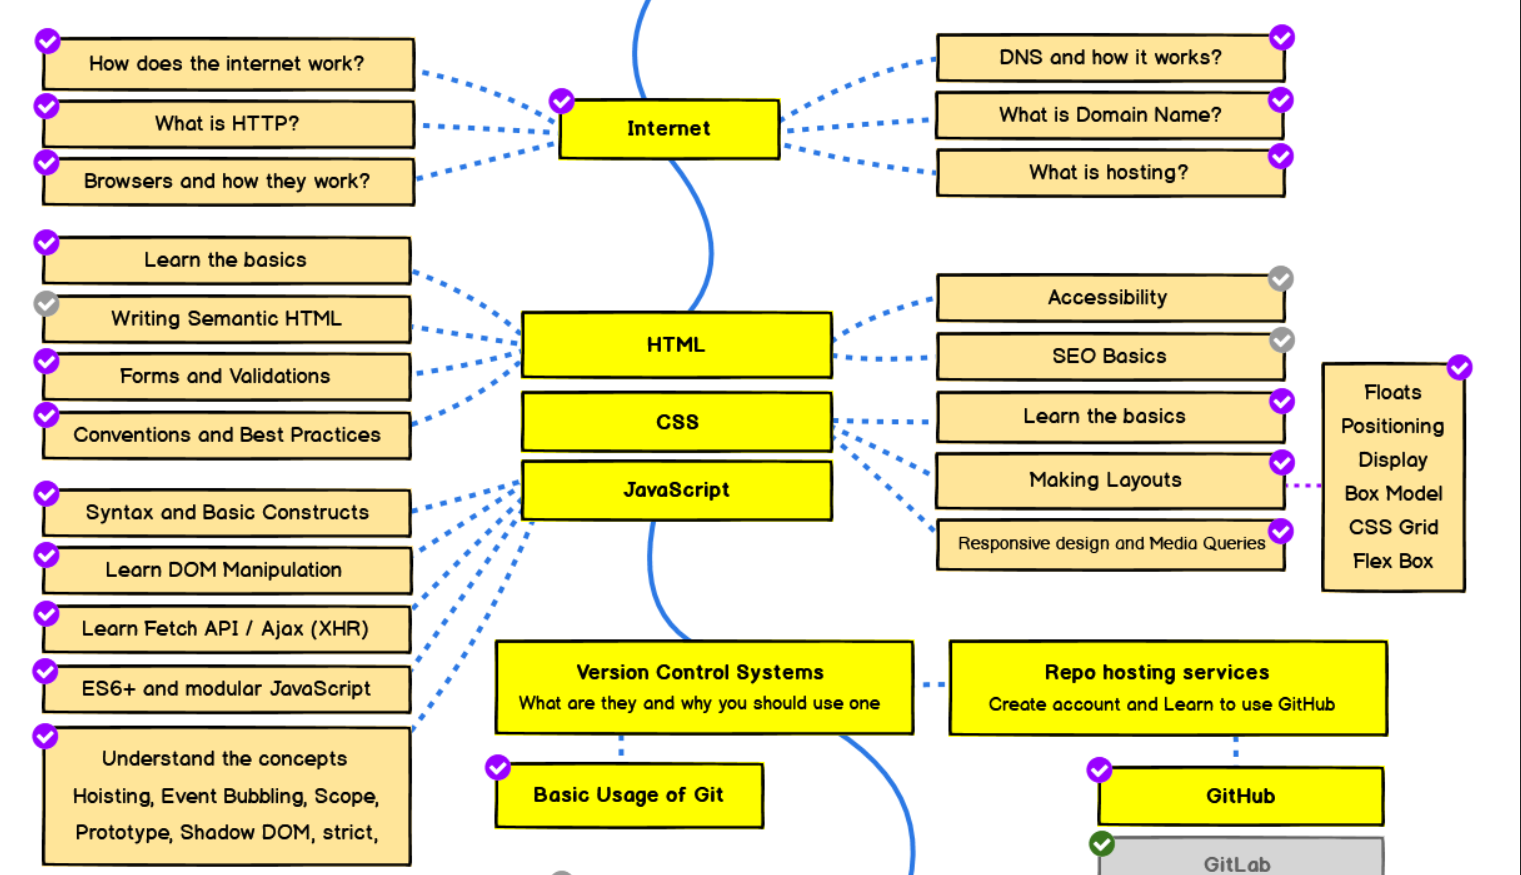 How does the internet work?
What is HTTP?
Browsers and how they work?
Internet
DNS and how it works?
What is Domain Name?
What is hosting?
Learn the basics
Writing Semantic HTML
Forms and Validations
Conventions and Best Practices
HTML
CSS
JavaScript
Accessibility
SEO Basics
Learn the basics
Making Layouts
Responsive design and Media Queries
Floats
Positioning
Display
Box Model
CSS Grid
Flex Box
Syntax and Basic Constructs
Learn DOM Manipulation
Learn Fetch API / Ajax (XHR)
ES6+ and modular JavaScript
Understand the concepts
Hoisting, Event Bubbling, Scope,
Prototype, Shadow DOM, strict,
Version Control Systems
What are they and why you should use one
Repo hosting services
Create account and Learn to use GitHub
Basic Usage of Git
GitHub
GitLab